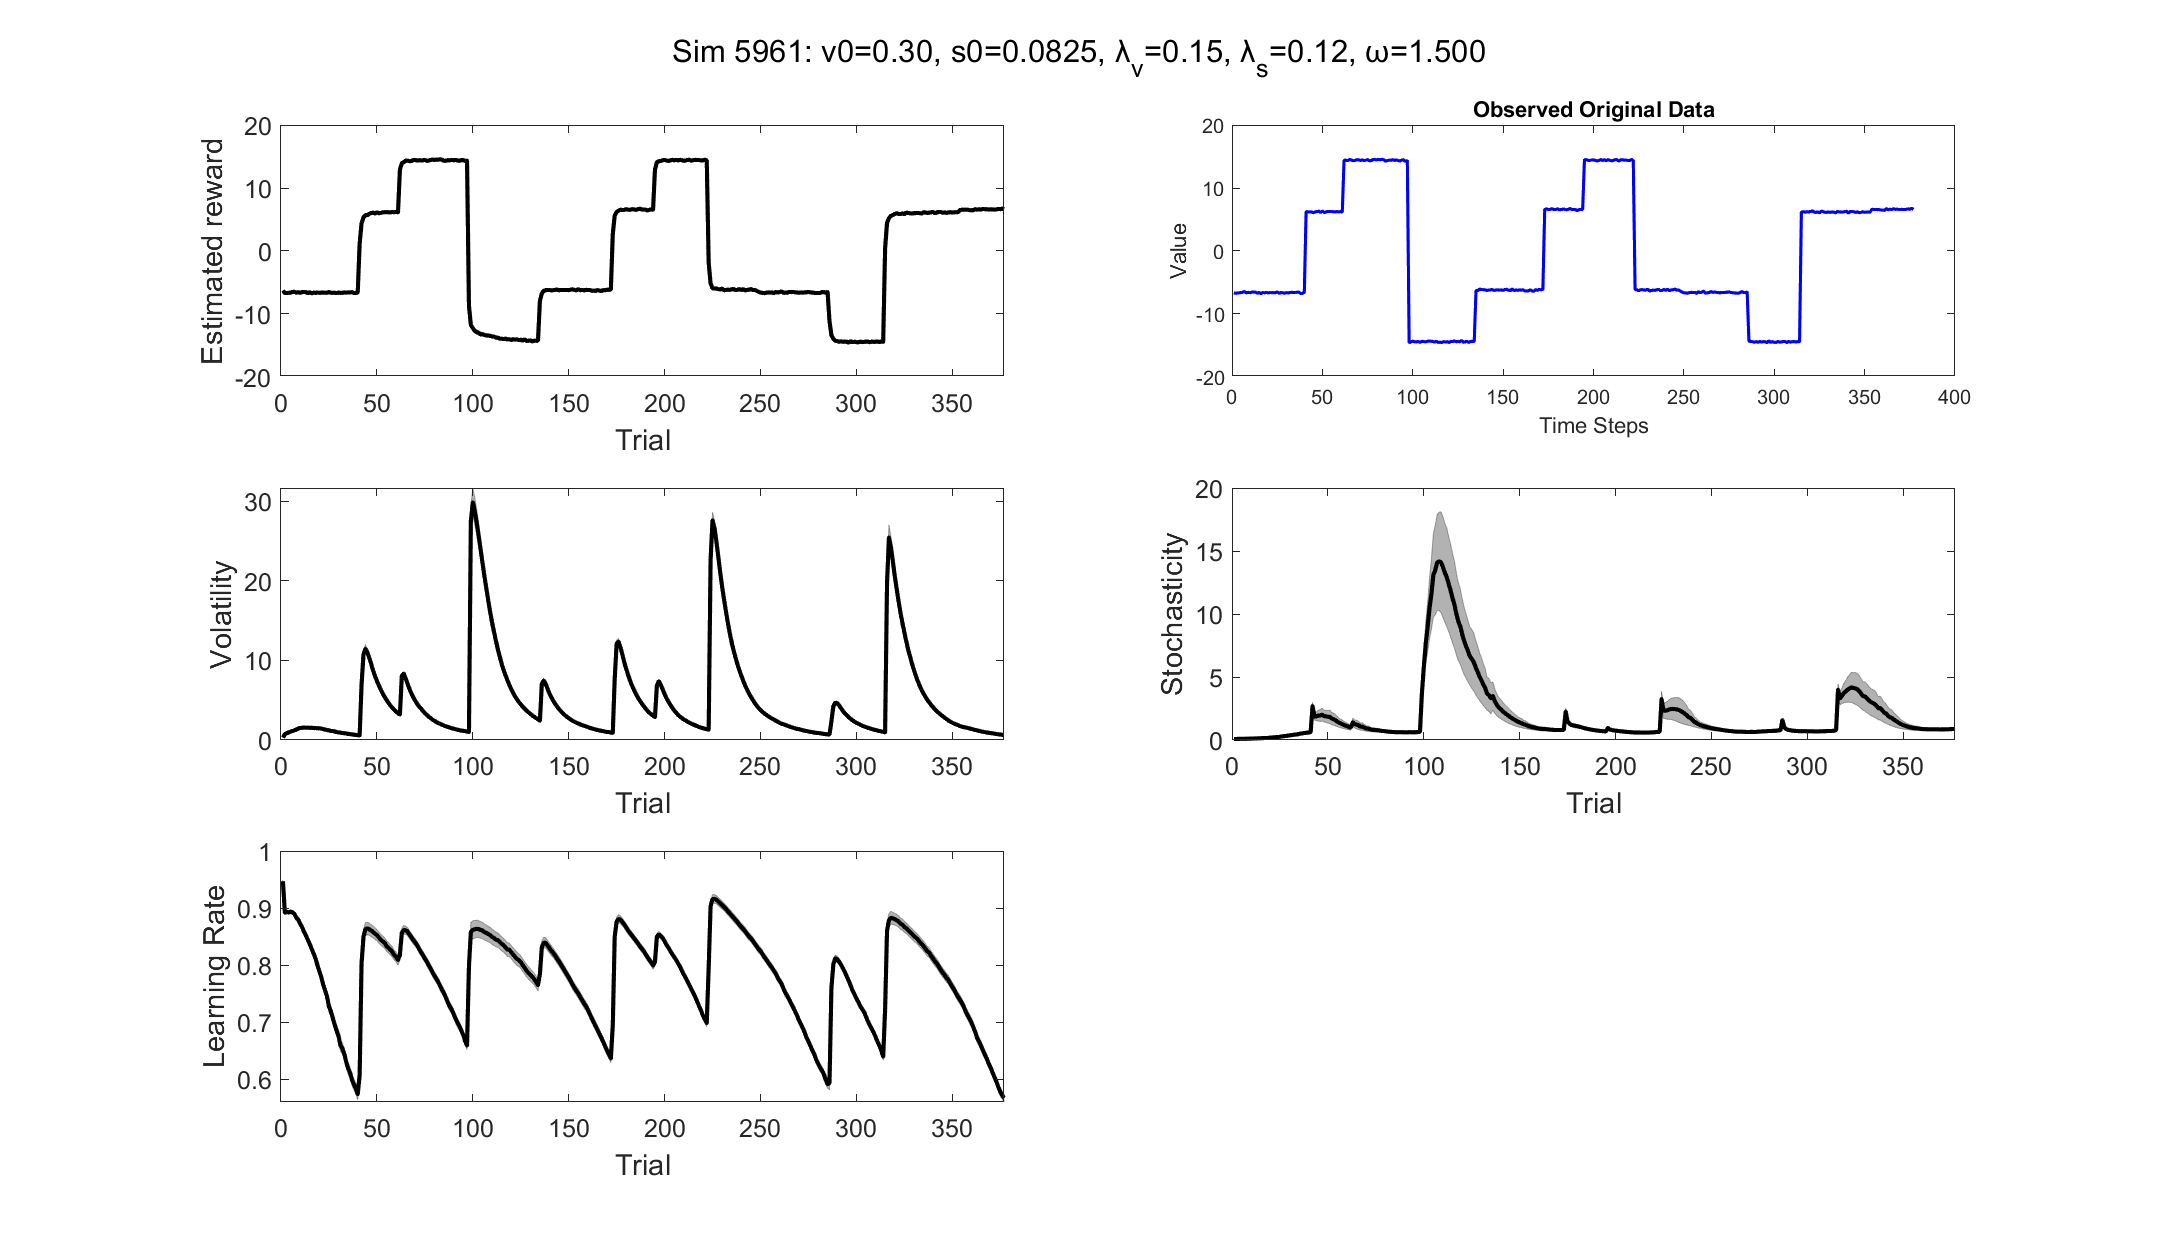 Sim 5961: v0=0.30, s0=0.0825, λ_v=0.15, λ_s=0.12, ω=1.500
20
10
0
-10
-20
Estimated reward
0 50 100 150 200 250 300 350
Trial
Observed Original Data
20
10
0
-10
-20
Value
0 50 100 150 200 250 300 350 400
Time Steps
30
20
10
0
Volatility
0 50 100 150 200 250 300 350
Trial
20
15
10
5
0
Stochasticity
0 50 100 150 200 250 300 350
Trial
1
0.9
0.8
0.7
0.6
Learning Rate
0 50 100 150 200 250 300 350
Trial